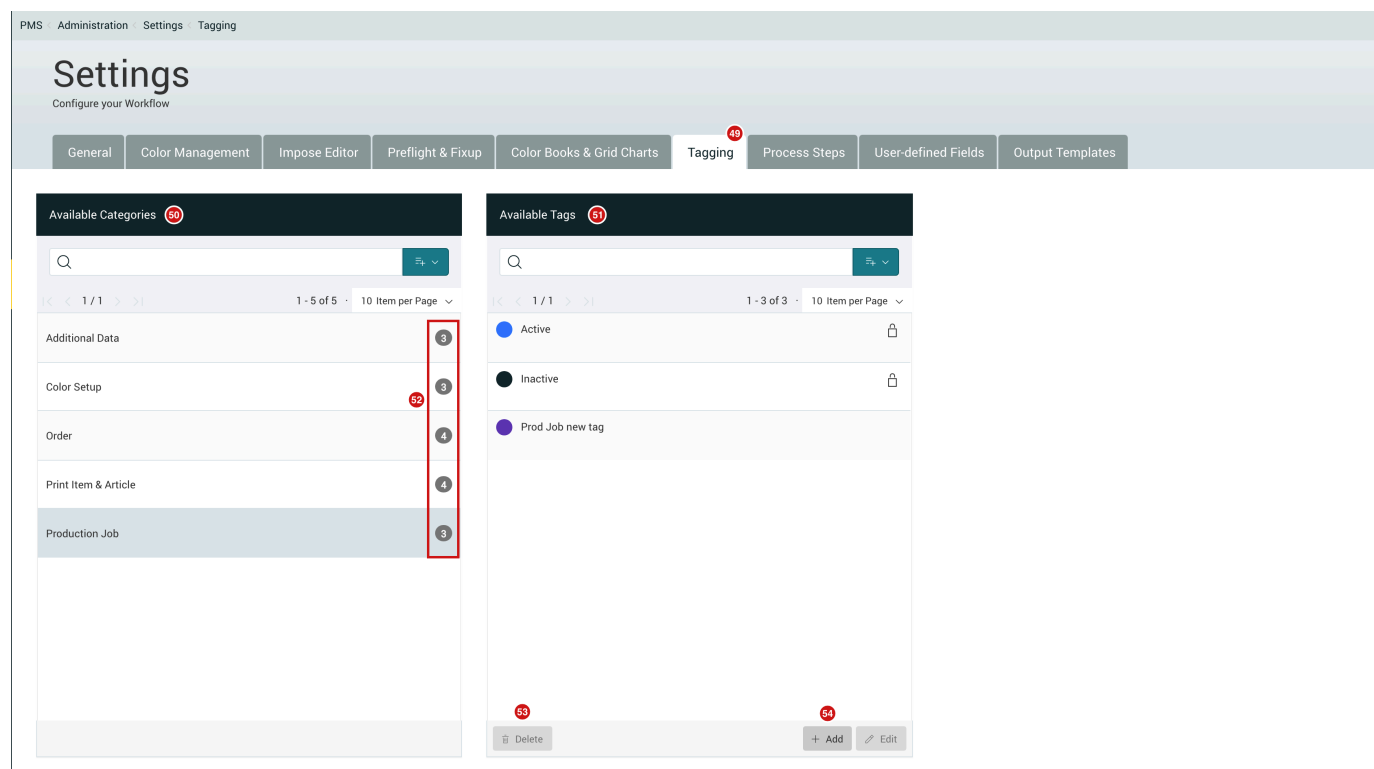 PMS < Administration < Settings < Tagging
Settings
Configure your Workflow
49
General Color Management Impose Editor Preflight & Fixup Color Books & Grid Charts Tagging Process Steps User-defined Fields Output Templates
Available Categories 50
1 / 1 1 - 5 of 5 · 10 Item per Page
Additional Data 3
Color Setup 3
52
Order 4
Print Item & Article 4
Production Job 3
Available Tags 51
1 / 1 1 - 3 of 3 · 10 Item per Page
Active
Inactive
Prod Job new tag
53 54
Delete + Add Edit